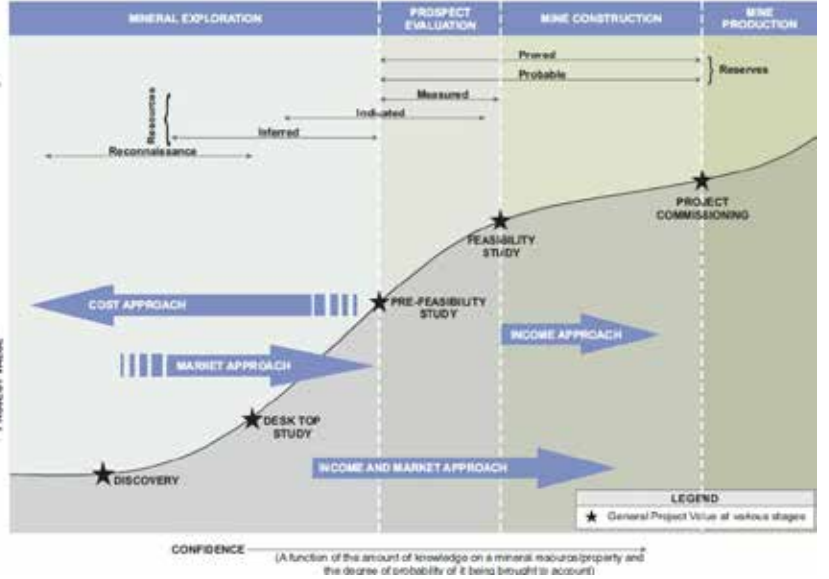 MINERAL EXPLORATION
PROSPECT
EVALUATION
MINE CONSTRUCTION
MINE
PRODUCTION
Proved
Probable
Reserves
Measured
Indicated
Resources
Inferred
Reconnaissance
PROJECT
COMMISSIONING
FEASIBILITY
STUDY
COST APPROACH
PRE-FEASIBILITY
STUDY
INCOME APPROACH
MARKET APPROACH
PROJECT VALUE
DESK TOP
STUDY
INCOME AND MARKET APPROACH
DISCOVERY
LEGEND
General Project Value at various stages
CONFIDENCE
(A function of the amount of knowledge on a mineral and
the degree of probability of it being brought to account)